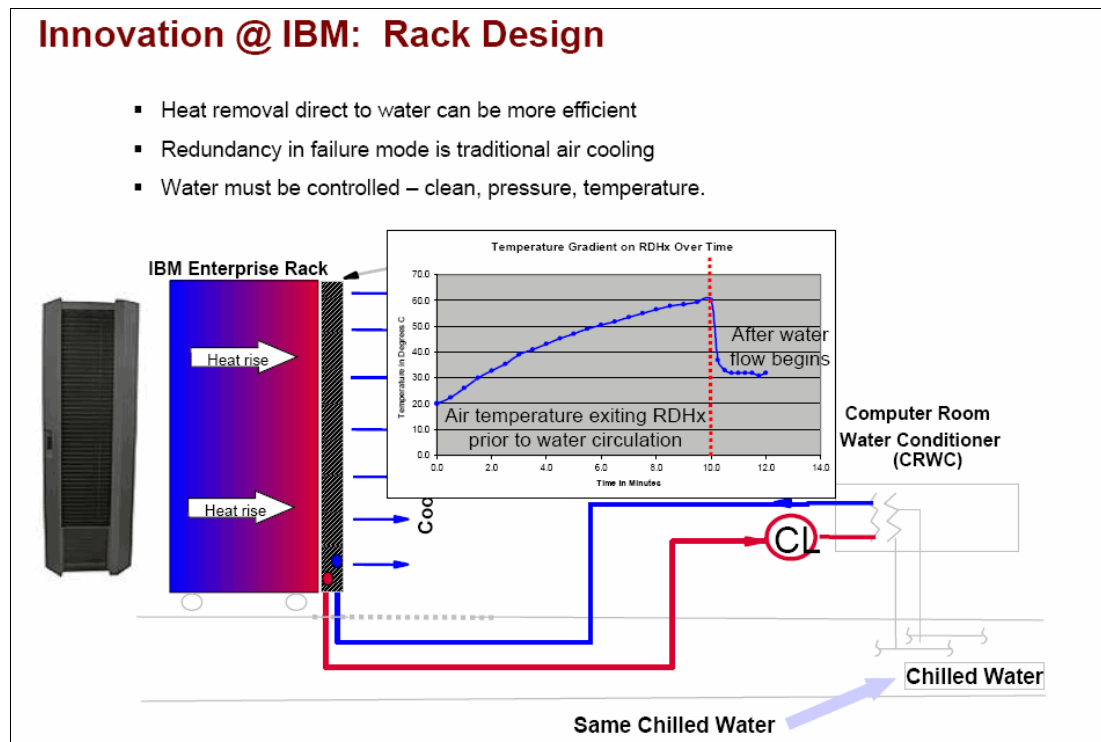 Innovation @ IBM: Rack Design
▪ Heat removal direct to water can be more efficient
▪ Redundancy in failure mode is traditional air cooling
▪ Water must be controlled – clean, pressure, temperature.
IBM Enterprise Rack
Heat rise
Heat rise
Temperature Gradient on RDHx Over Time
Temperature in Degrees C
70.0
60.0
50.0
40.0
30.0
20.0
10.0
0.0
After water
flow begins
Air temperature exiting RDHx
prior to water circulation
0.0 2.0 4.0 6.0 8.0 10.0 12.0 14.0
Time in Minutes
Computer Room
Water Conditioner
(CRWC)
CL
Chilled Water
Same Chilled Water